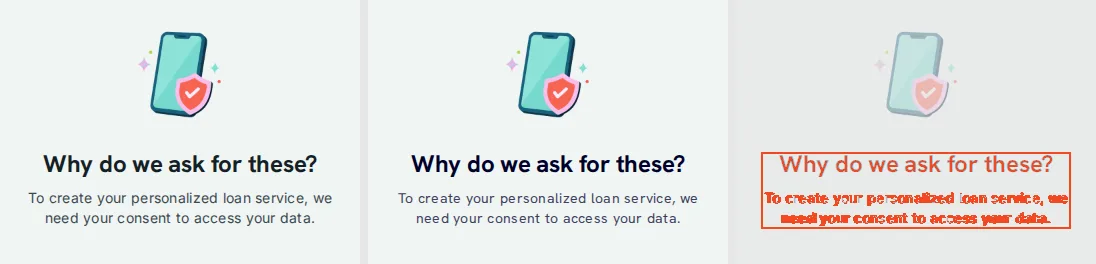 Why do we ask for these?
To create your personalized loan service, we
need your consent to access your data.
Why do we ask for these?
To create your personalized loan service, we
need your consent to access your data.
Why do we ask for these?
To create your personalized loan service, we
need your consent to access your data.